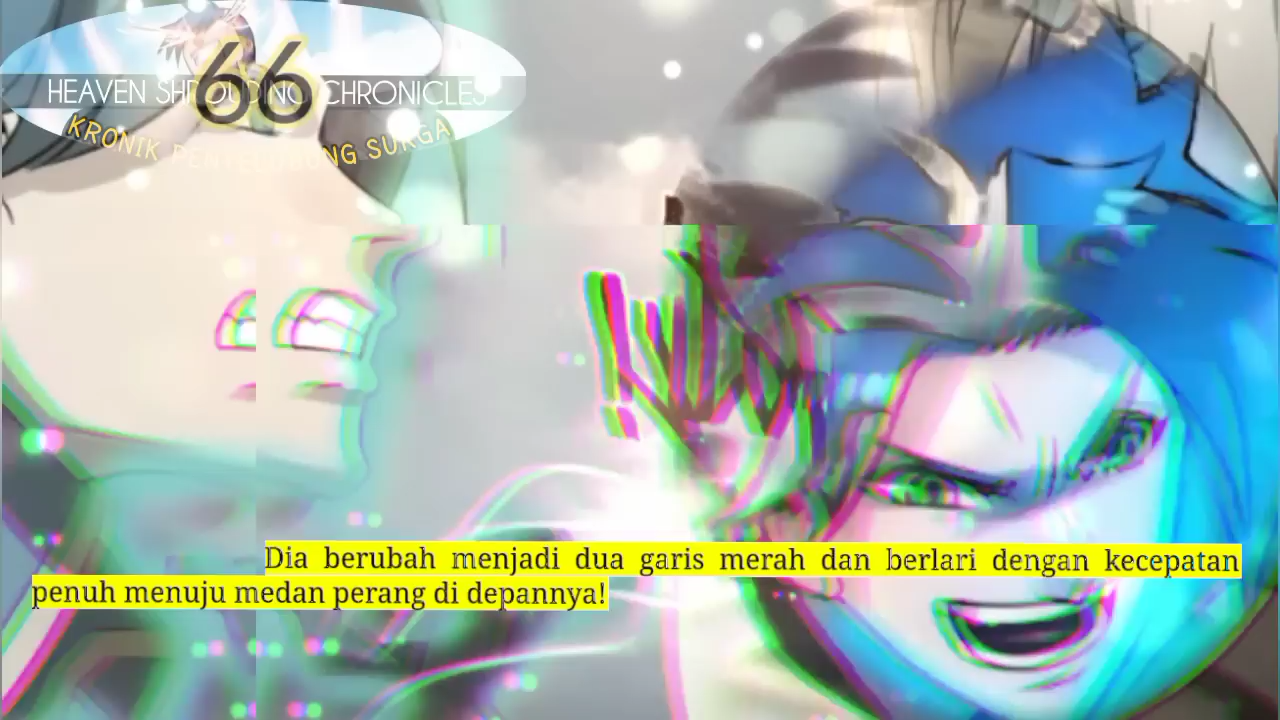 66
HEAVEN SHROUDING CHRONICLES
KRONIK SURGA
Dia berubah menjadi dua garis merah dan berlari dengan kecepatan
penuh menuju medan perang di depannya!